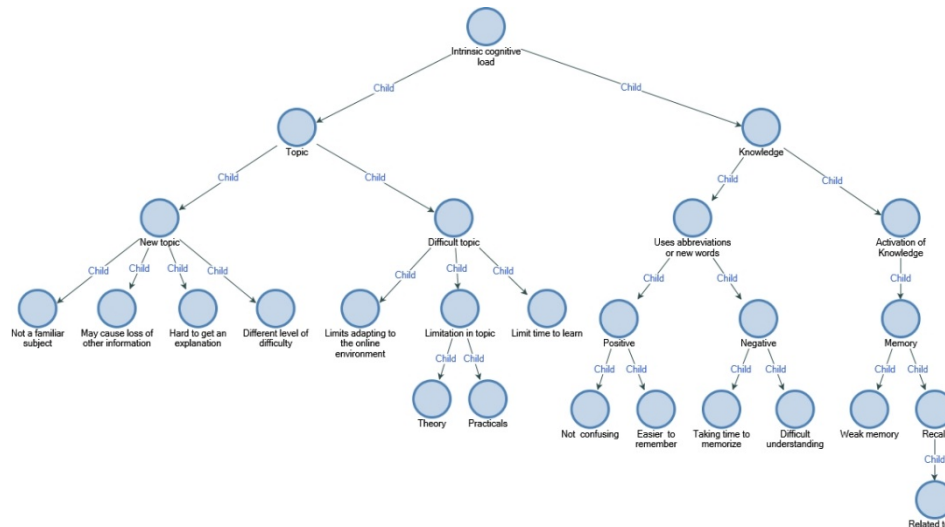 Intrinsic cognitive
load
Child
Child
Topic
Knowledge
Child
Child
Child
Child
New topic
Difficult topic
Uses abbreviations
or new words
Activation of
Knowledge
Child
Child
Child
Child
Child
Child
Child
Child
Child
Child
Not a familiar
subject
May cause loss of
other information
Hard to get an
explanation
Different level of
difficulty
Limits adapting to
the online
environment
Limitation in topic
Limit time to learn
Positive
Negative
Memory
Child
Child
Child
Child
Child
Child
Child
Child
Theory
Practicals
Not confusing
Easier to
remember
Taking time to
memorize
Difficult
understanding
Weak memory
Child
Related